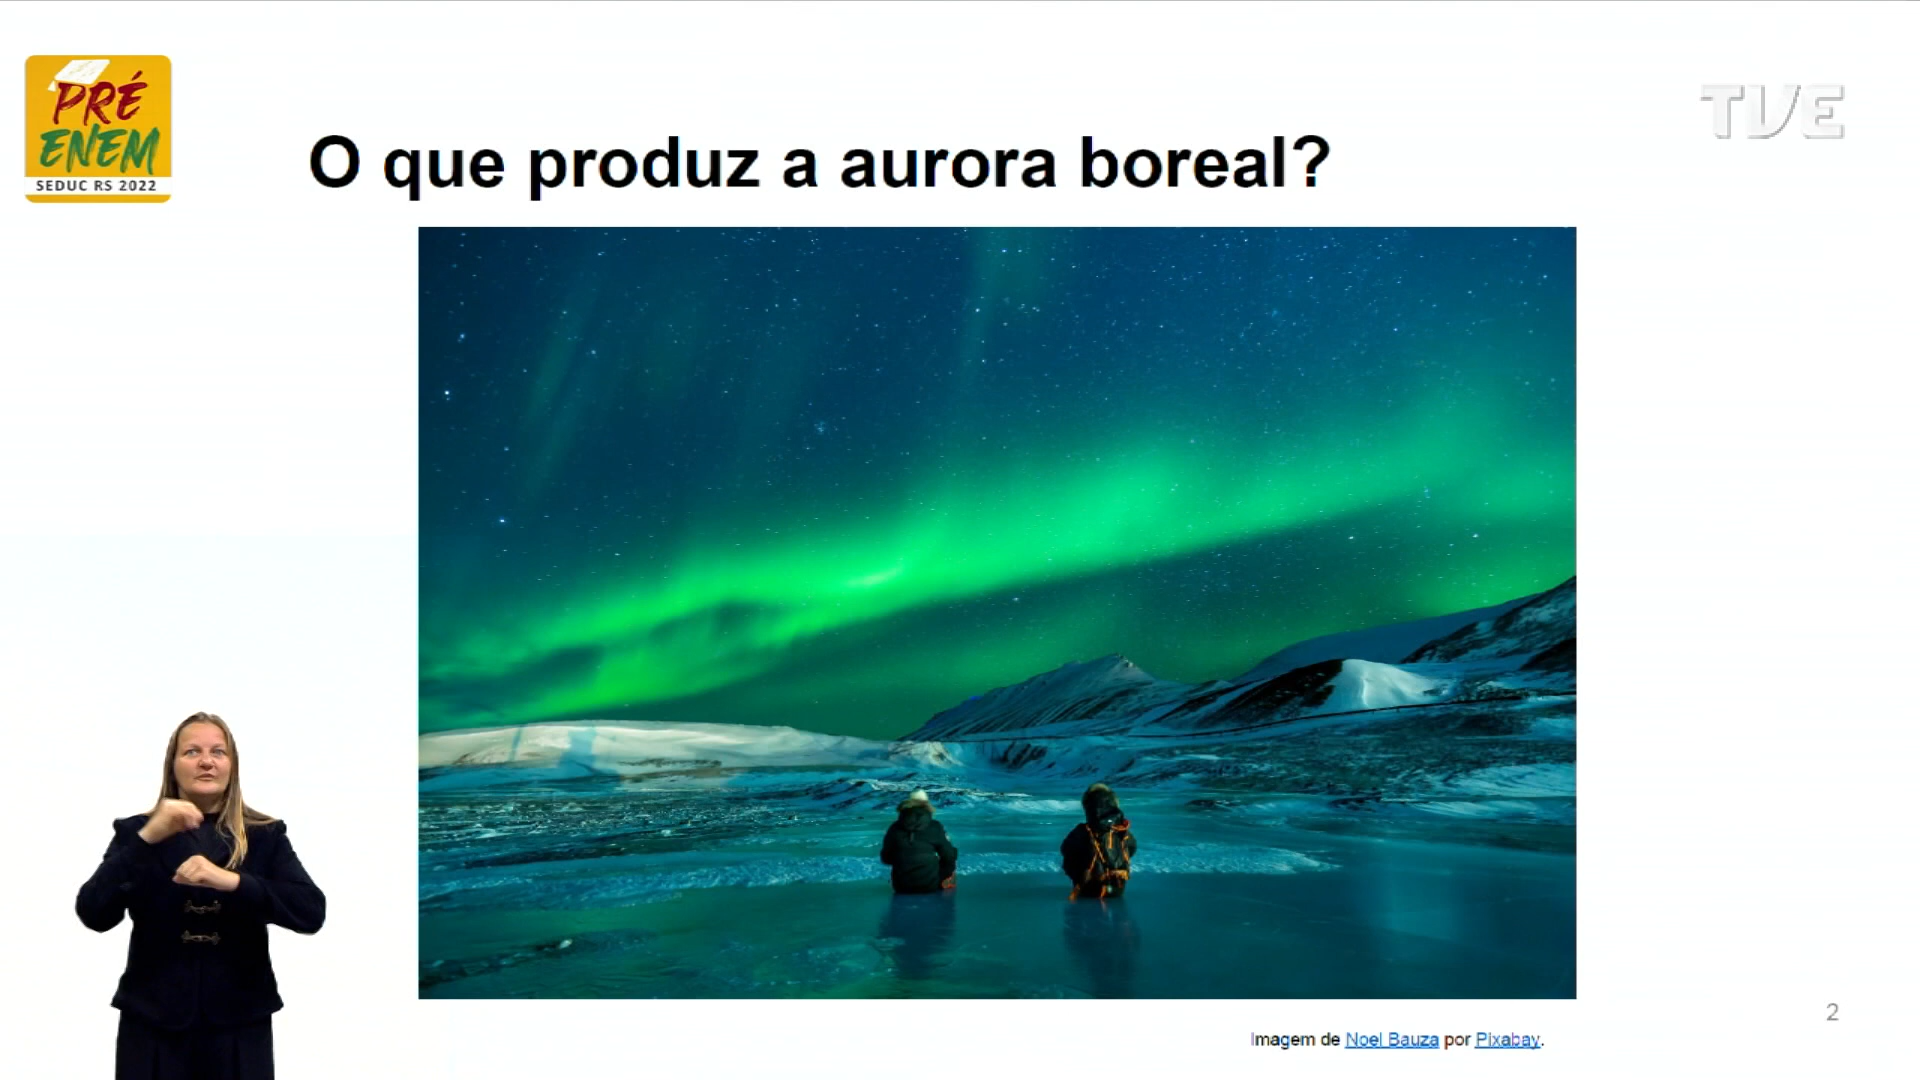 PRÉ
ENEM
SEDUC RS 2022
TVE
O que produz a aurora boreal?
2
Imagem de Noel Bauza por Pixabay.